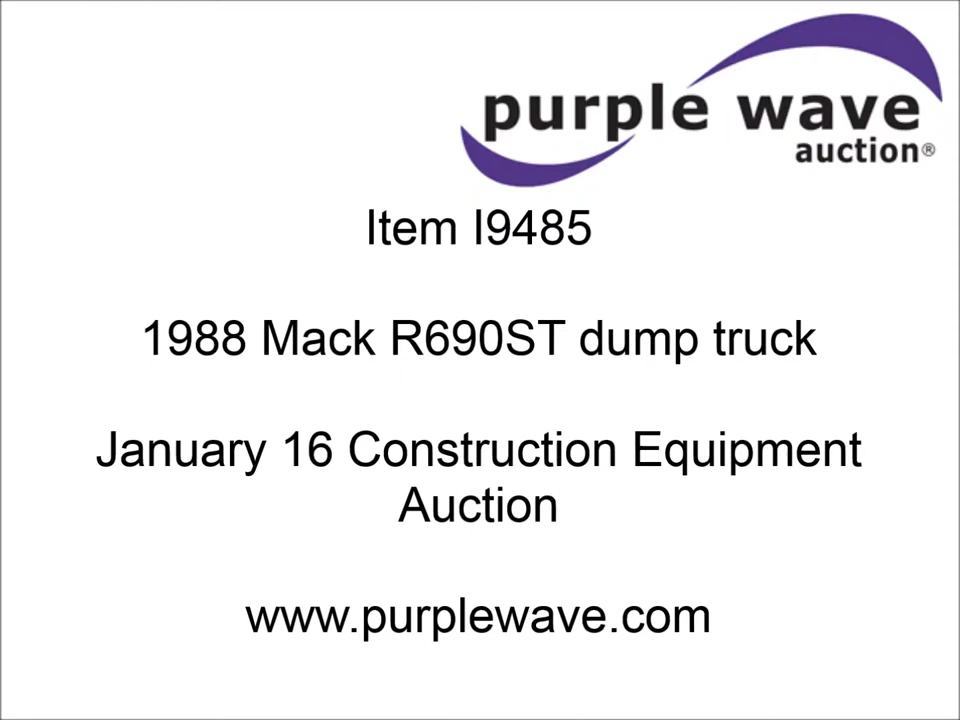 purple wave
auction®
Item I9485
1988 Mack R690ST dump truck
January 16 Construction Equipment
Auction
www.purplewave.com